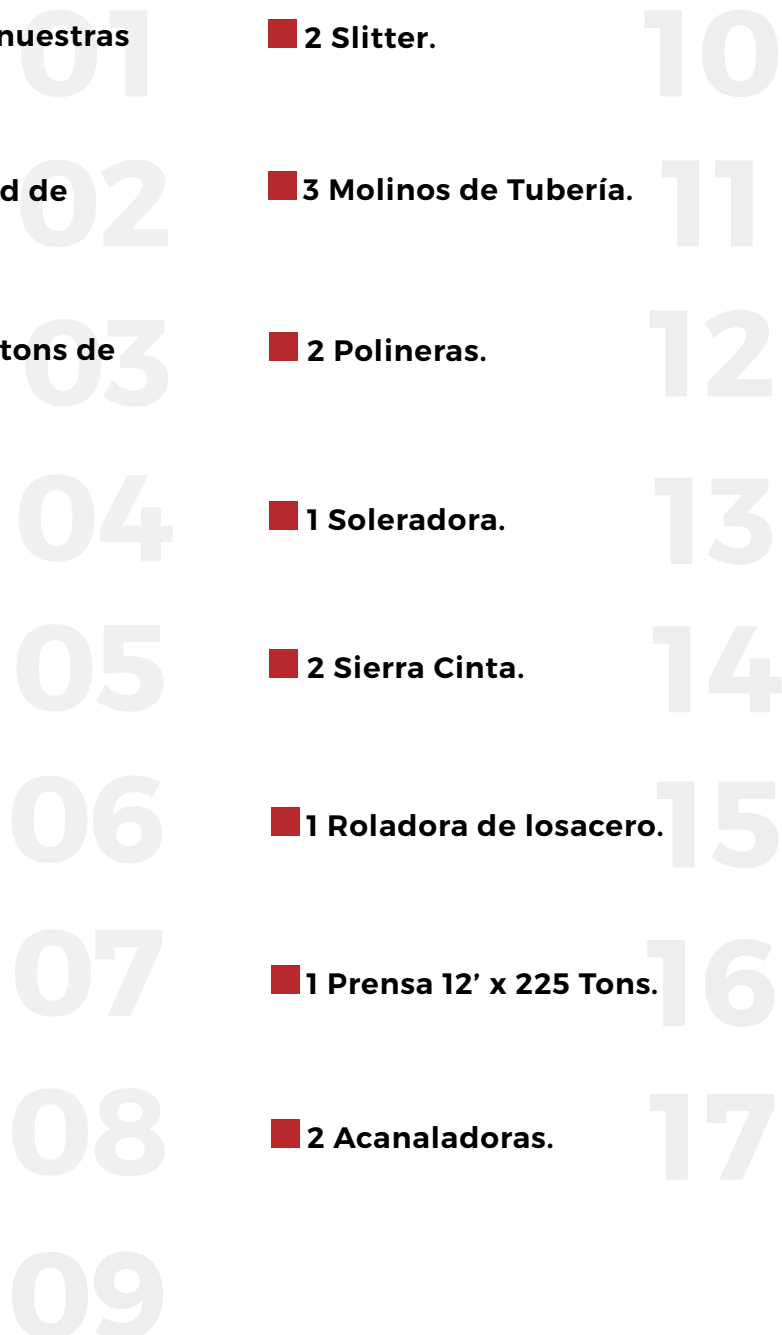 nuestras
01
d de
02
tons de
03
04
05
06
07
08
09
2 Slitter.
10
3 Molinos de Tubería.
11
2 Polineras.
12
1 Soleradora.
13
2 Sierra Cinta.
14
1 Roladora de losacero.
15
1 Prensa 12’ x 225 Tons.
16
2 Acanaladoras.
17